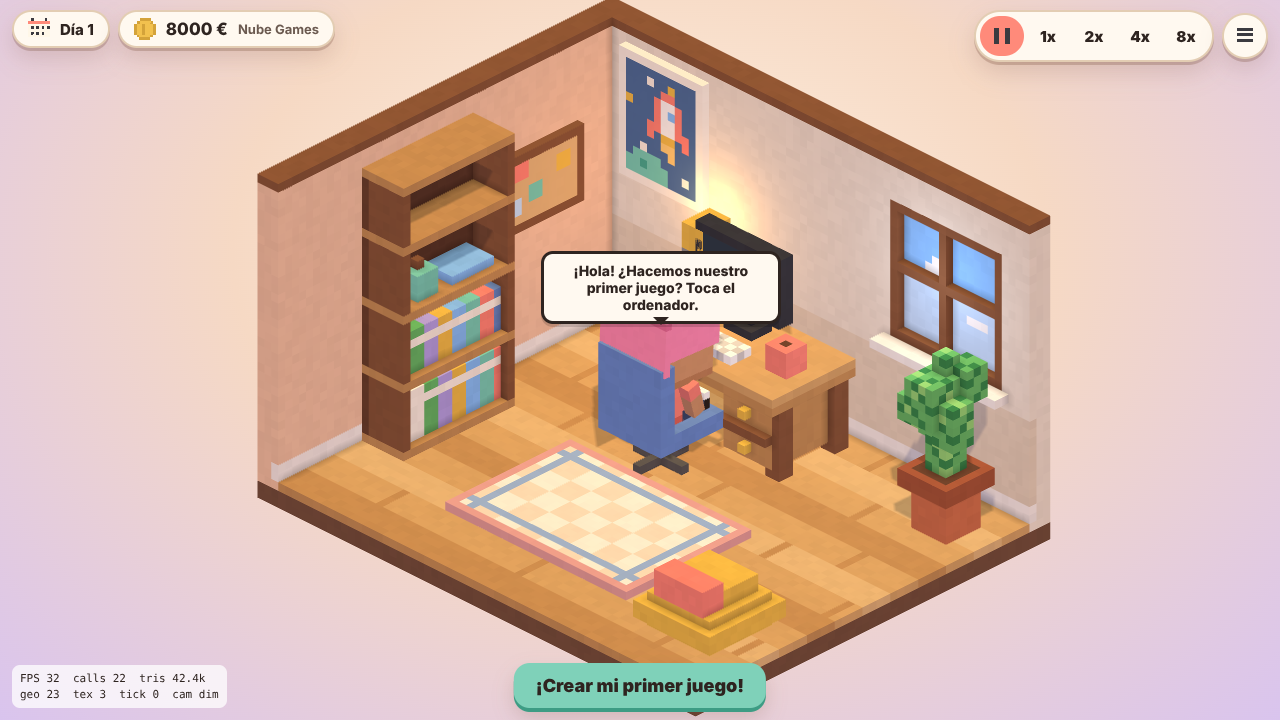 Día 1
8000 € Nube Games
1x 2x 4x 8x
¡Hola! ¿Hacemos nuestro
primer juego? Toca el
ordenador.
¡Crear mi primer juego!
FPS 32 calls 22 tris 42.4k
geo 23 tex 3 tick 0 cam dim